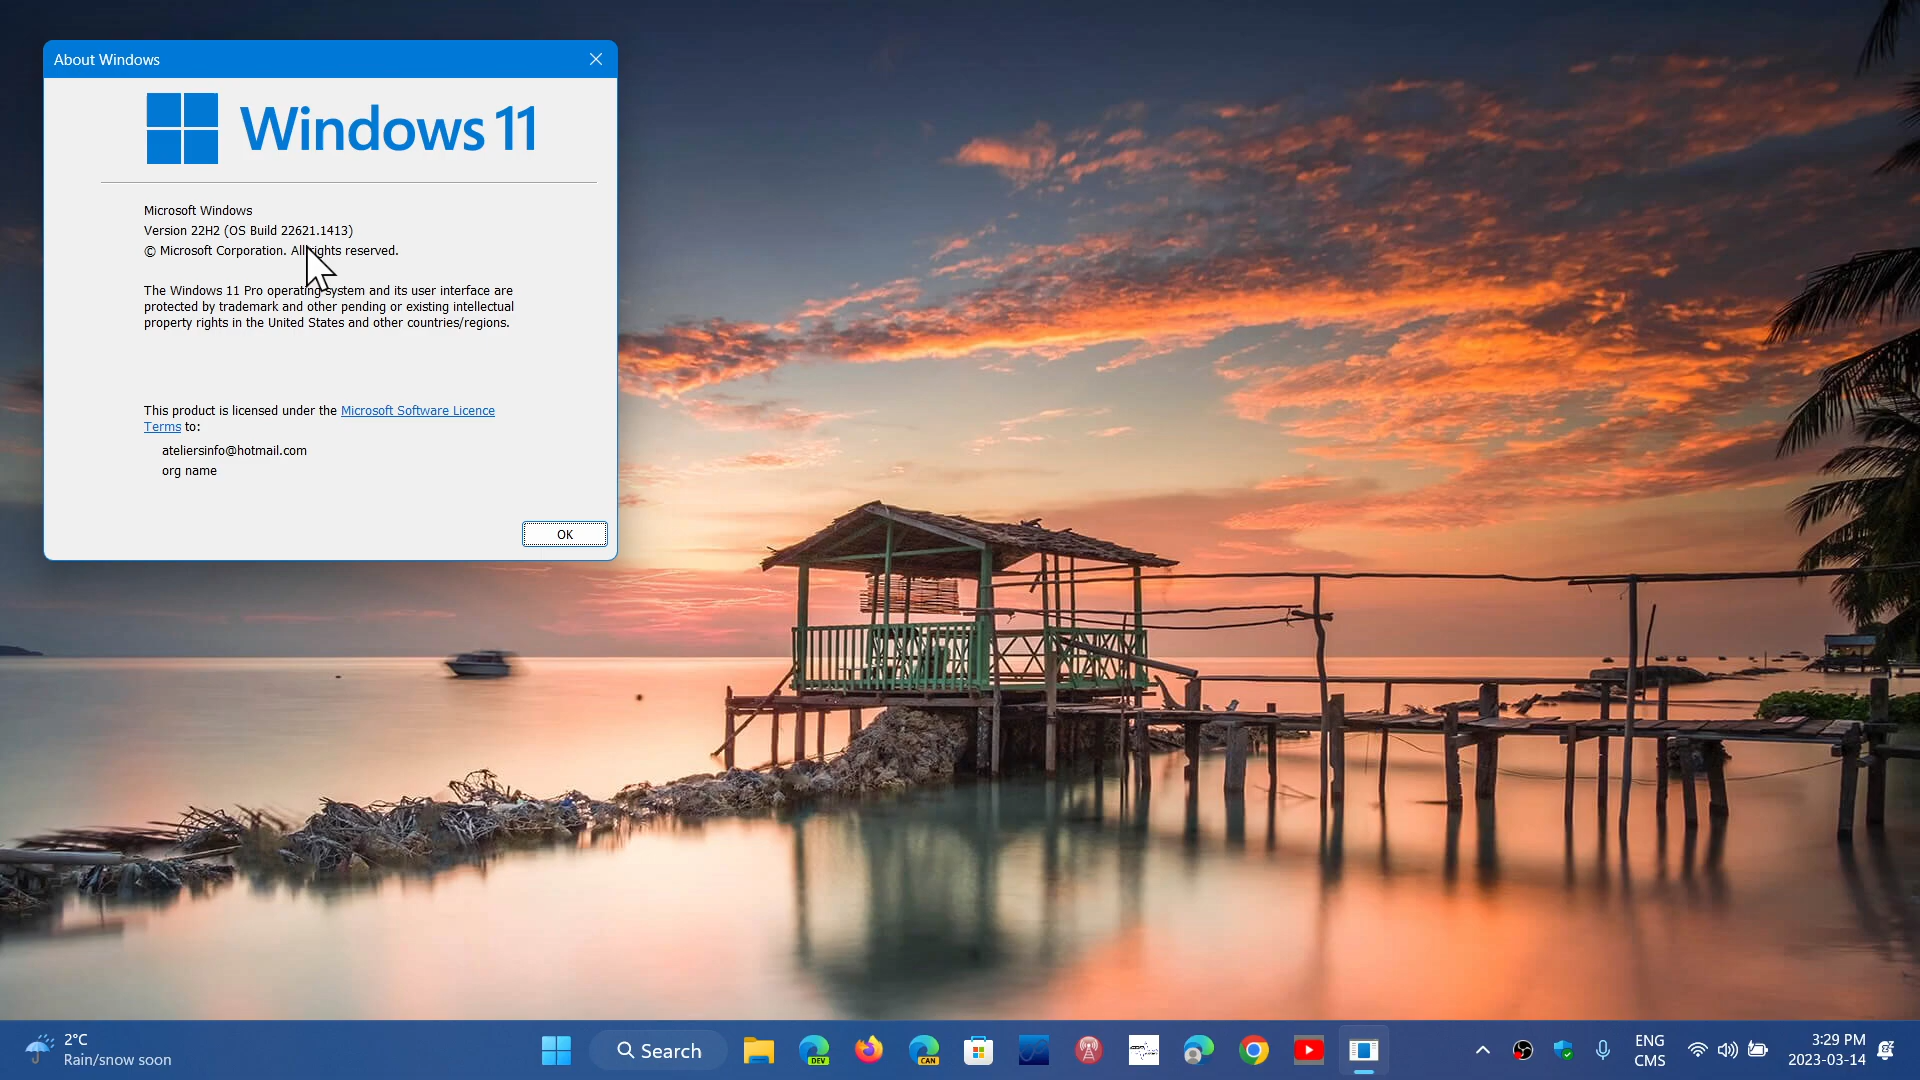 About Windows
Windows 11
Microsoft Windows
Version 22H2 (OS Build 22621.1413)
© Microsoft Corporation. All rights reserved.
The Windows 11 Pro operating system and its user interface are
protected by trademark and other pending or existing intellectual
property rights in the United States and other countries/regions.
This product is licensed under the Microsoft Software Licence
Terms to:
ateliersinfo@hotmail.com
org name
OK
2°C
Rain/snow soon
Search
DEV
CAN
ENG
CMS
3:29 PM
2023-03-14